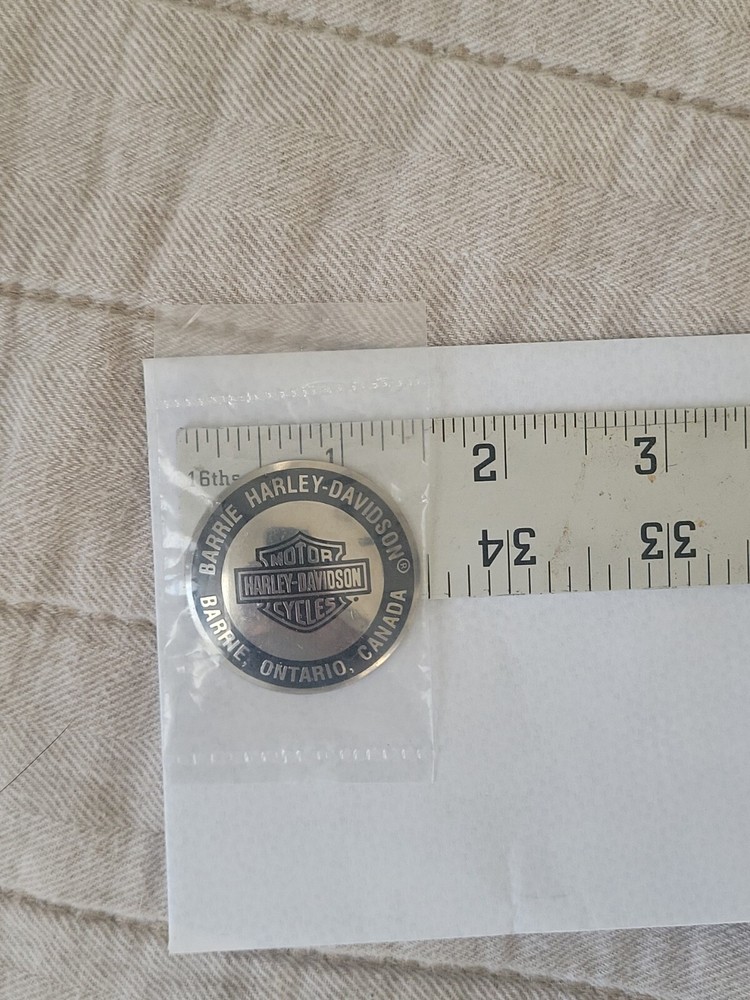 1 2 3
16ths
34 33
BARRIE HARLEY-DAVIDSON®
MOTOR
HARLEY-DAVIDSON
CYCLES
BARRIE, ONTARIO, CANADA